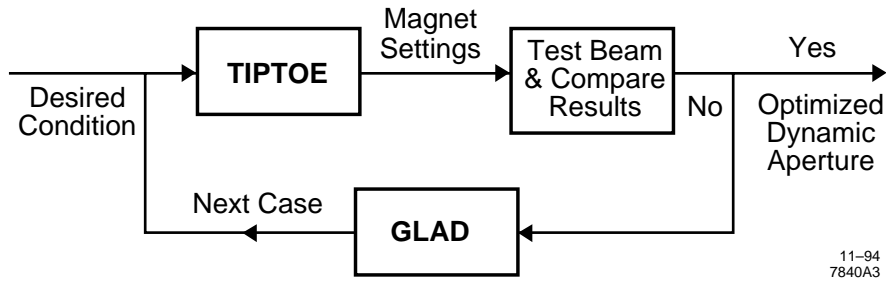 Desired
Condition
TIPTOE
Magnet
Settings
Test Beam
& Compare
Results
No
Yes
Optimized
Dynamic
Aperture
Next Case
GLAD
11–94
7840A3